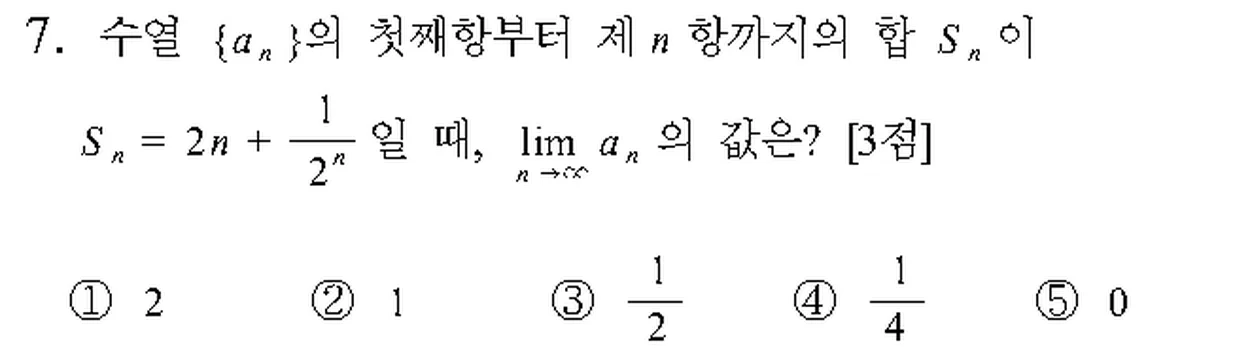 7. 수열 {aₙ}의 첫째항부터 제 n 항까지의 합 Sₙ 이
Sₙ = 2n + 1/2ⁿ 일 때, lim_{n→∞} aₙ 의 값은? [3점]
① 2 ② 1 ③ 1/2 ④ 1/4 ⑤ 0